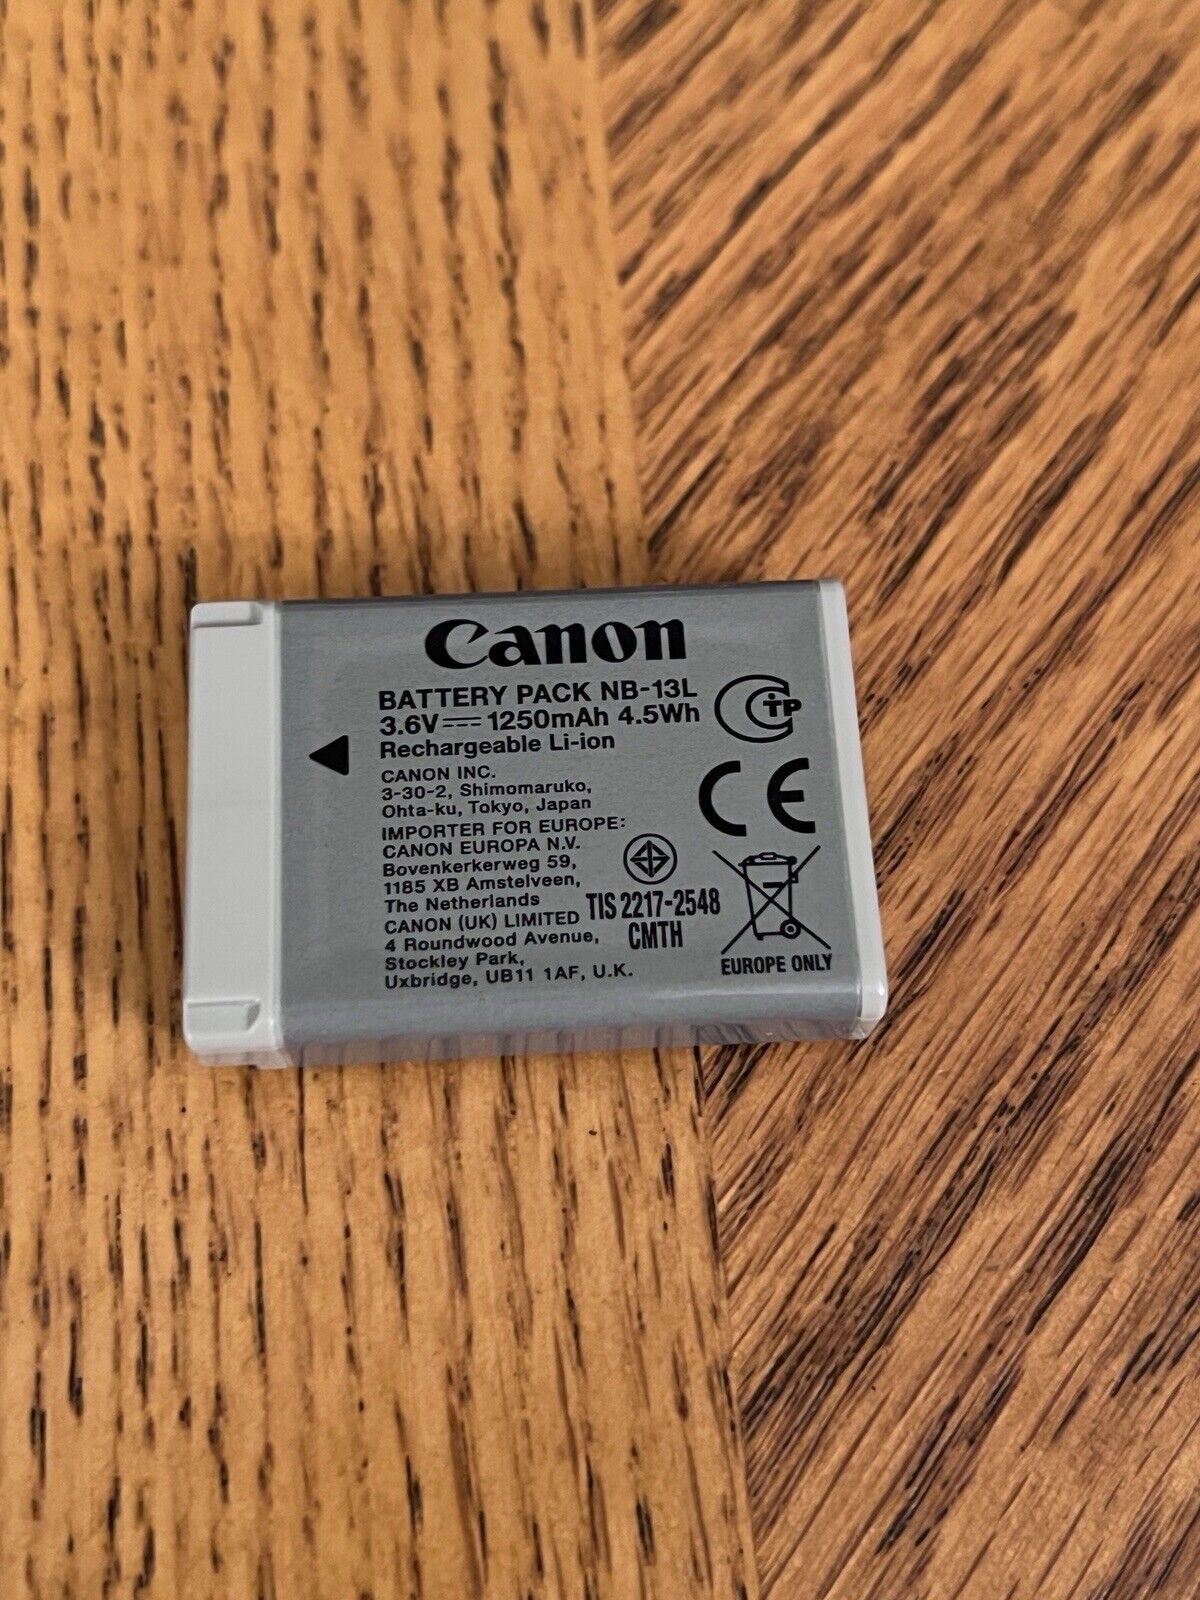 Canon
BATTERY PACK NB-13L
3.6V⎓1250mAh 4.5Wh
Rechargeable Li-ion
CTP
CANON INC.
3-30-2, Shimomaruko,
Ohta-ku, Tokyo, Japan
IMPORTER FOR EUROPE:
CANON EUROPA N.V.
Bovenkerkerweg 59,
1185 XB Amstelveen,
The Netherlands
CANON (UK) LIMITED
4 Roundwood Avenue,
Stockley Park,
Uxbridge, UB11 1AF, U.K.
CE
TIS 2217-2548
CMTH
EUROPE ONLY